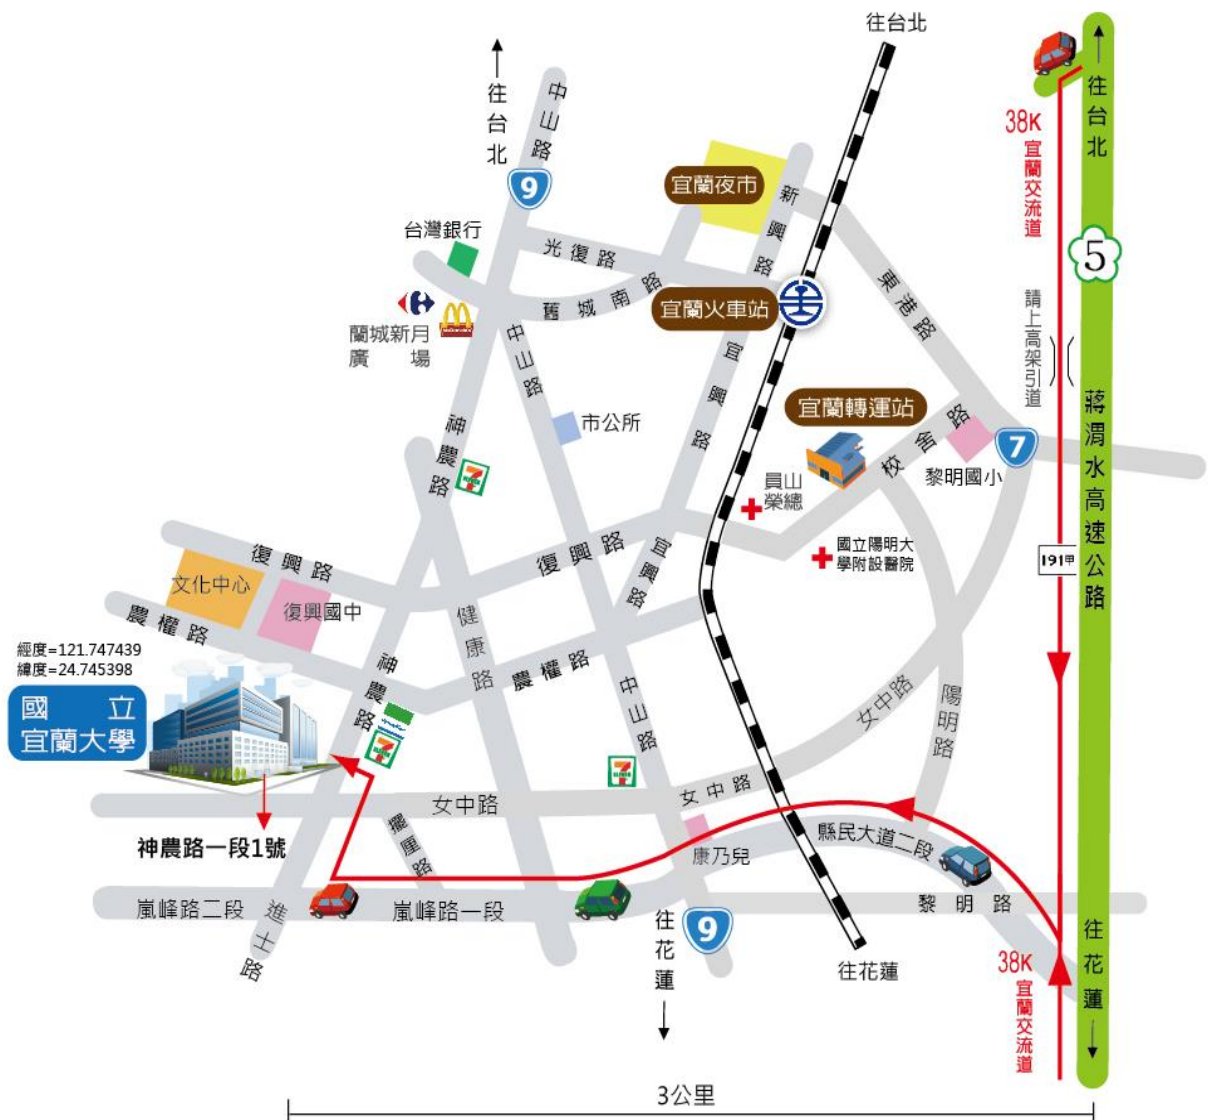 往台北
往台北
中山路
9
往台北
38K
宜蘭交流道
宜蘭夜市
新興路
台灣銀行
光復路
舊城南路
東港路
5
蘭城新月
廣場
宜蘭火車站
請上高架引道
中山路
宜興路
宜蘭轉運站
校舍路
蔣渭水高速公路
市公所
神農路
7
ELEVEN
黎明國小
7
員山
榮總
國立陽明大
學附設醫院
191甲
復興路
復興路
宜興路
文化中心
復興國中
健康路
農權路
農權路
經度=121.747439
緯度=24.745398
國立
宜蘭大學
神農路
中山路
女中路
陽明路
7
ELEVEN
7
ELEVEN
女中路
女中路
神農路一段1號
擺厘路
康乃兒
縣民大道二段
嵐峰路二段
進士路
嵐峰路一段
黎明路
往花蓮
9
往花蓮
往花蓮
38K
宜蘭交流道
3公里